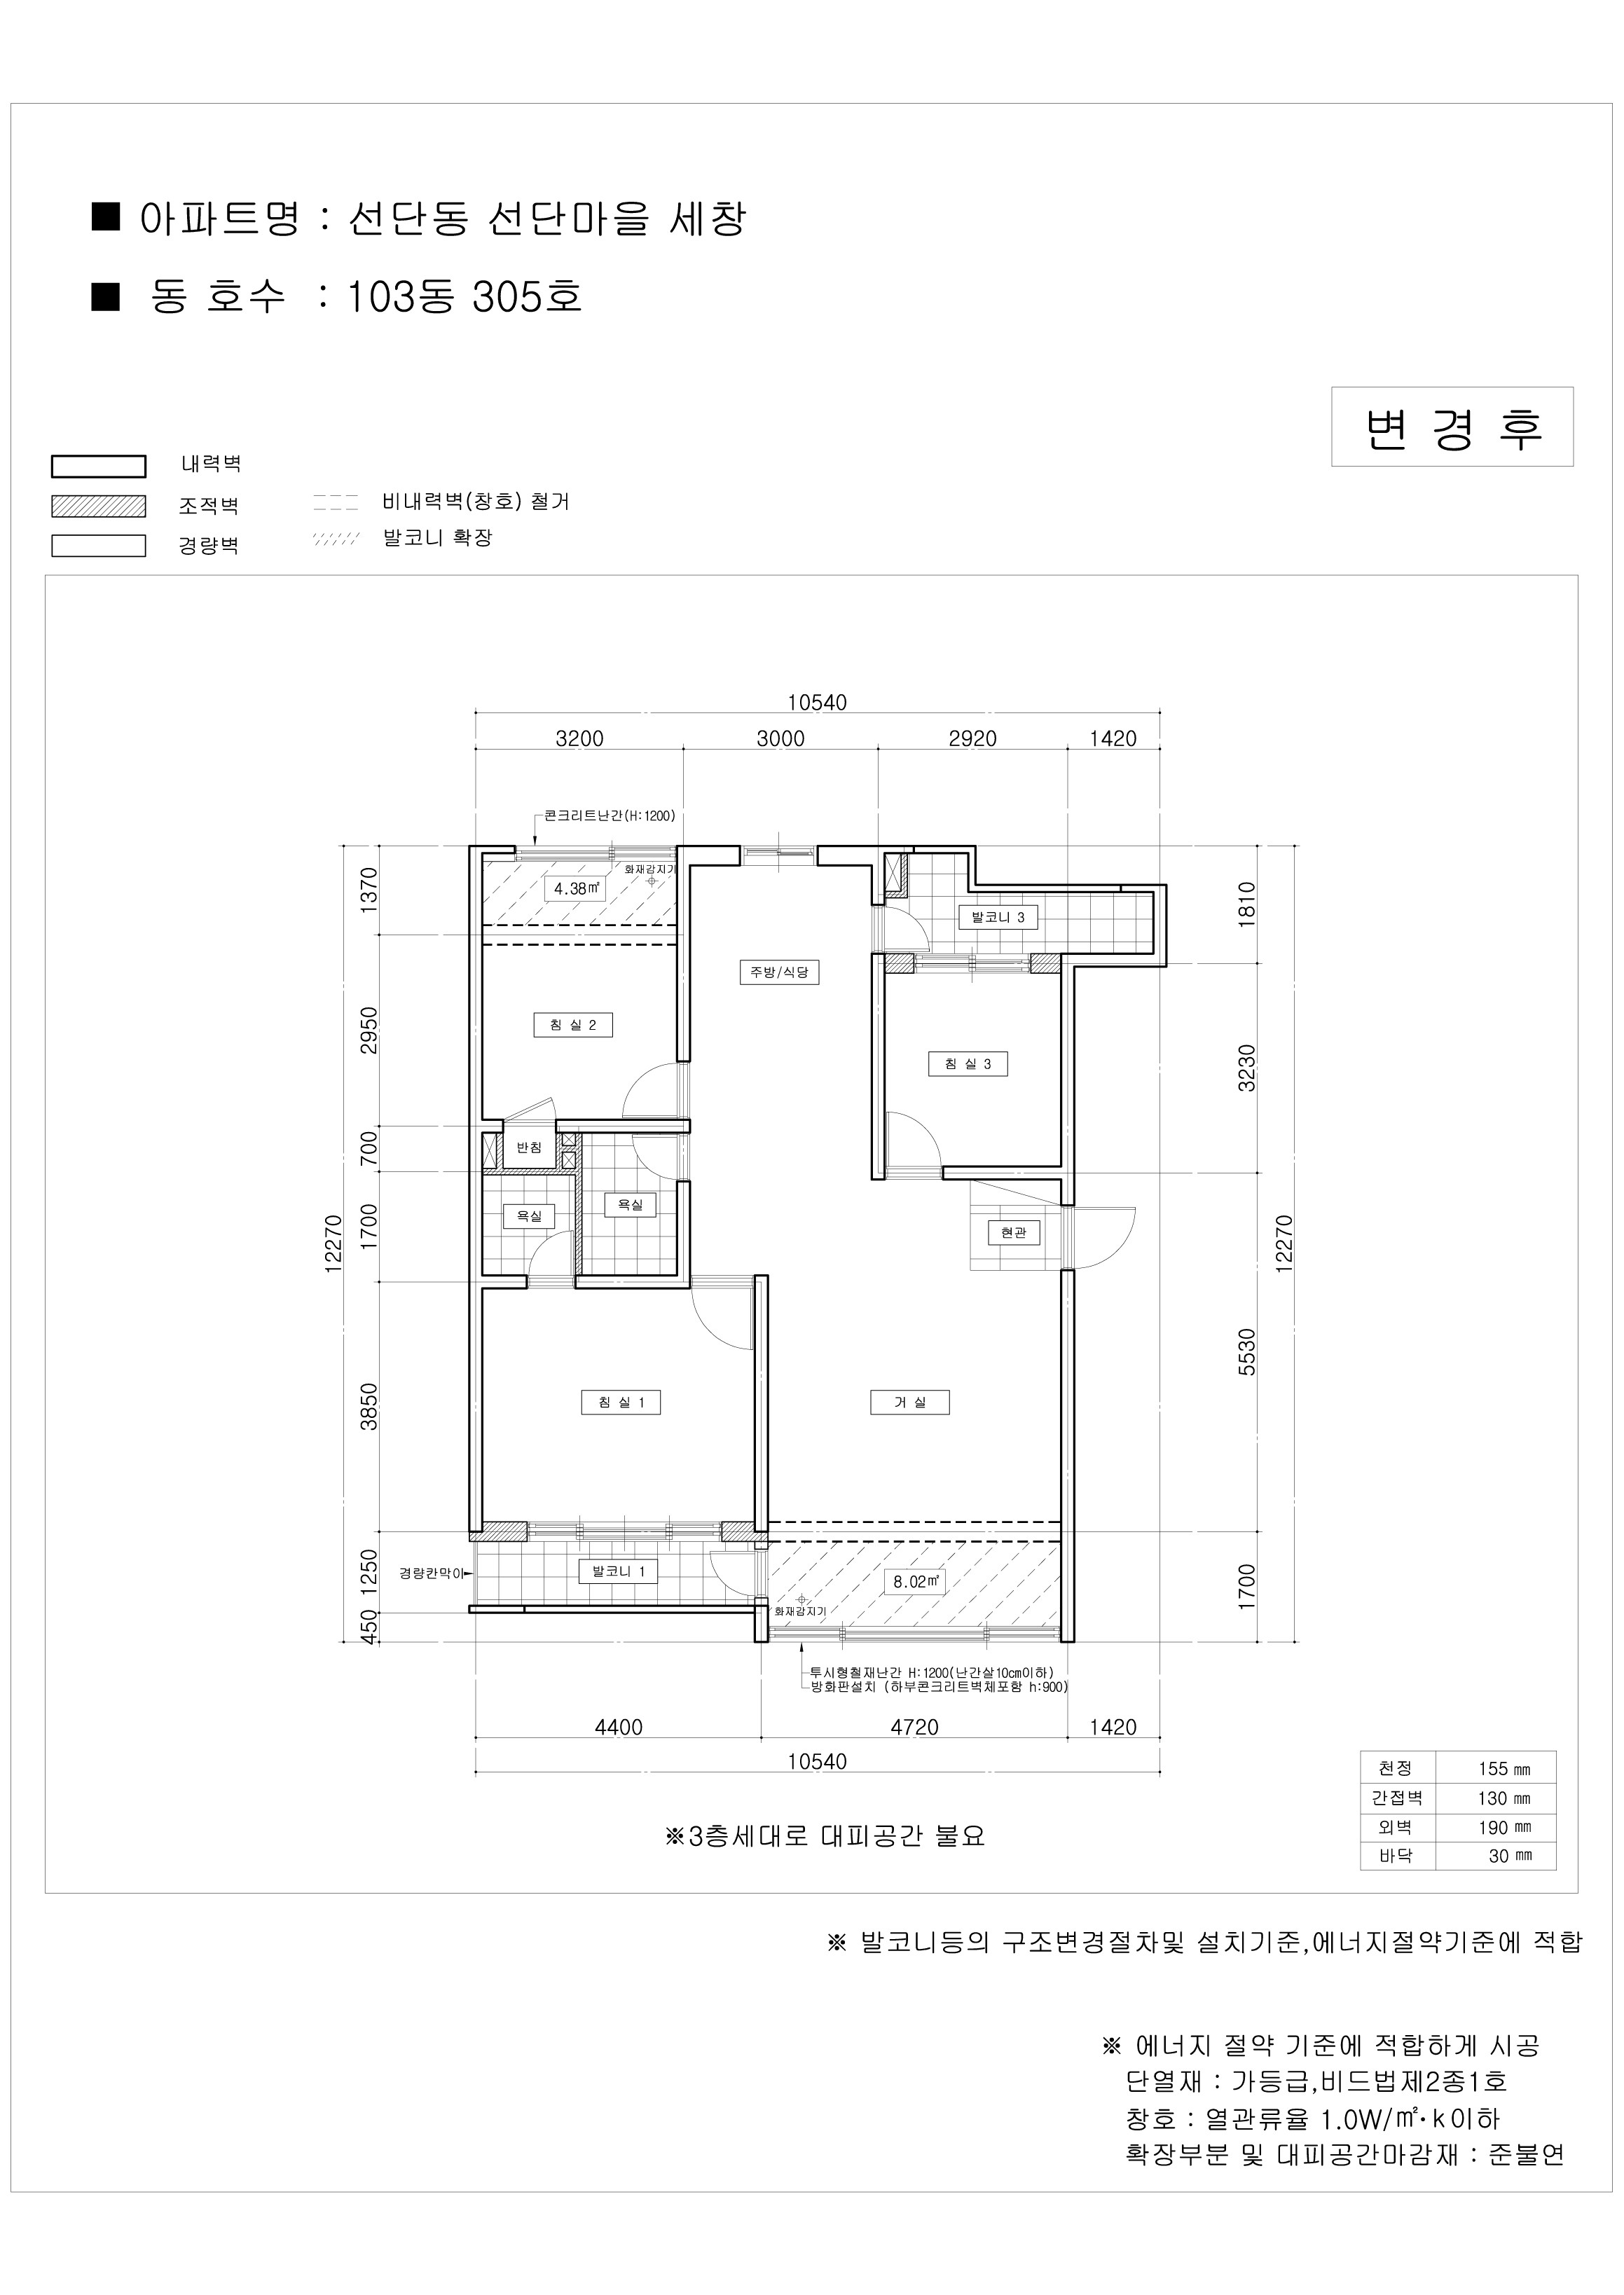 ■ 아파트명 : 선단동 선단마을 세창
■ 동 호수 : 103동 305호
변 경 후
내력벽
조적벽
경량벽
비내력벽(창호) 철거
발코니 확장
10540
3200 3000 2920 1420
콘크리트난간(H:1200)
화재감지기
4.38㎡
1370
1810
발코니 3
주방/식당
침 실 2
2950
침 실 3
3230
반침
700
욕실
욕실
1700
현관
12270
12270
침 실 1
거 실
3850
5530
경량칸막이
발코니 1
8.02㎡
화재감지기
1250
1700
450
투시형철재난간 H:1200(난간살10cm이하)
방화판설치 (하부콘크리트벽체포함 h:900)
4400 4720 1420
10540
천정 155 ㎜
간접벽 130 ㎜
외벽 190 ㎜
바닥 30 ㎜
※3층세대로 대피공간 불요
※ 발코니등의 구조변경절차및 설치기준,에너지절약기준에 적합
※ 에너지 절약 기준에 적합하게 시공
단열재 : 가등급,비드법제2종1호
창호 : 열관류율 1.0W/㎡·k이하
확장부분 및 대피공간마감재 : 준불연